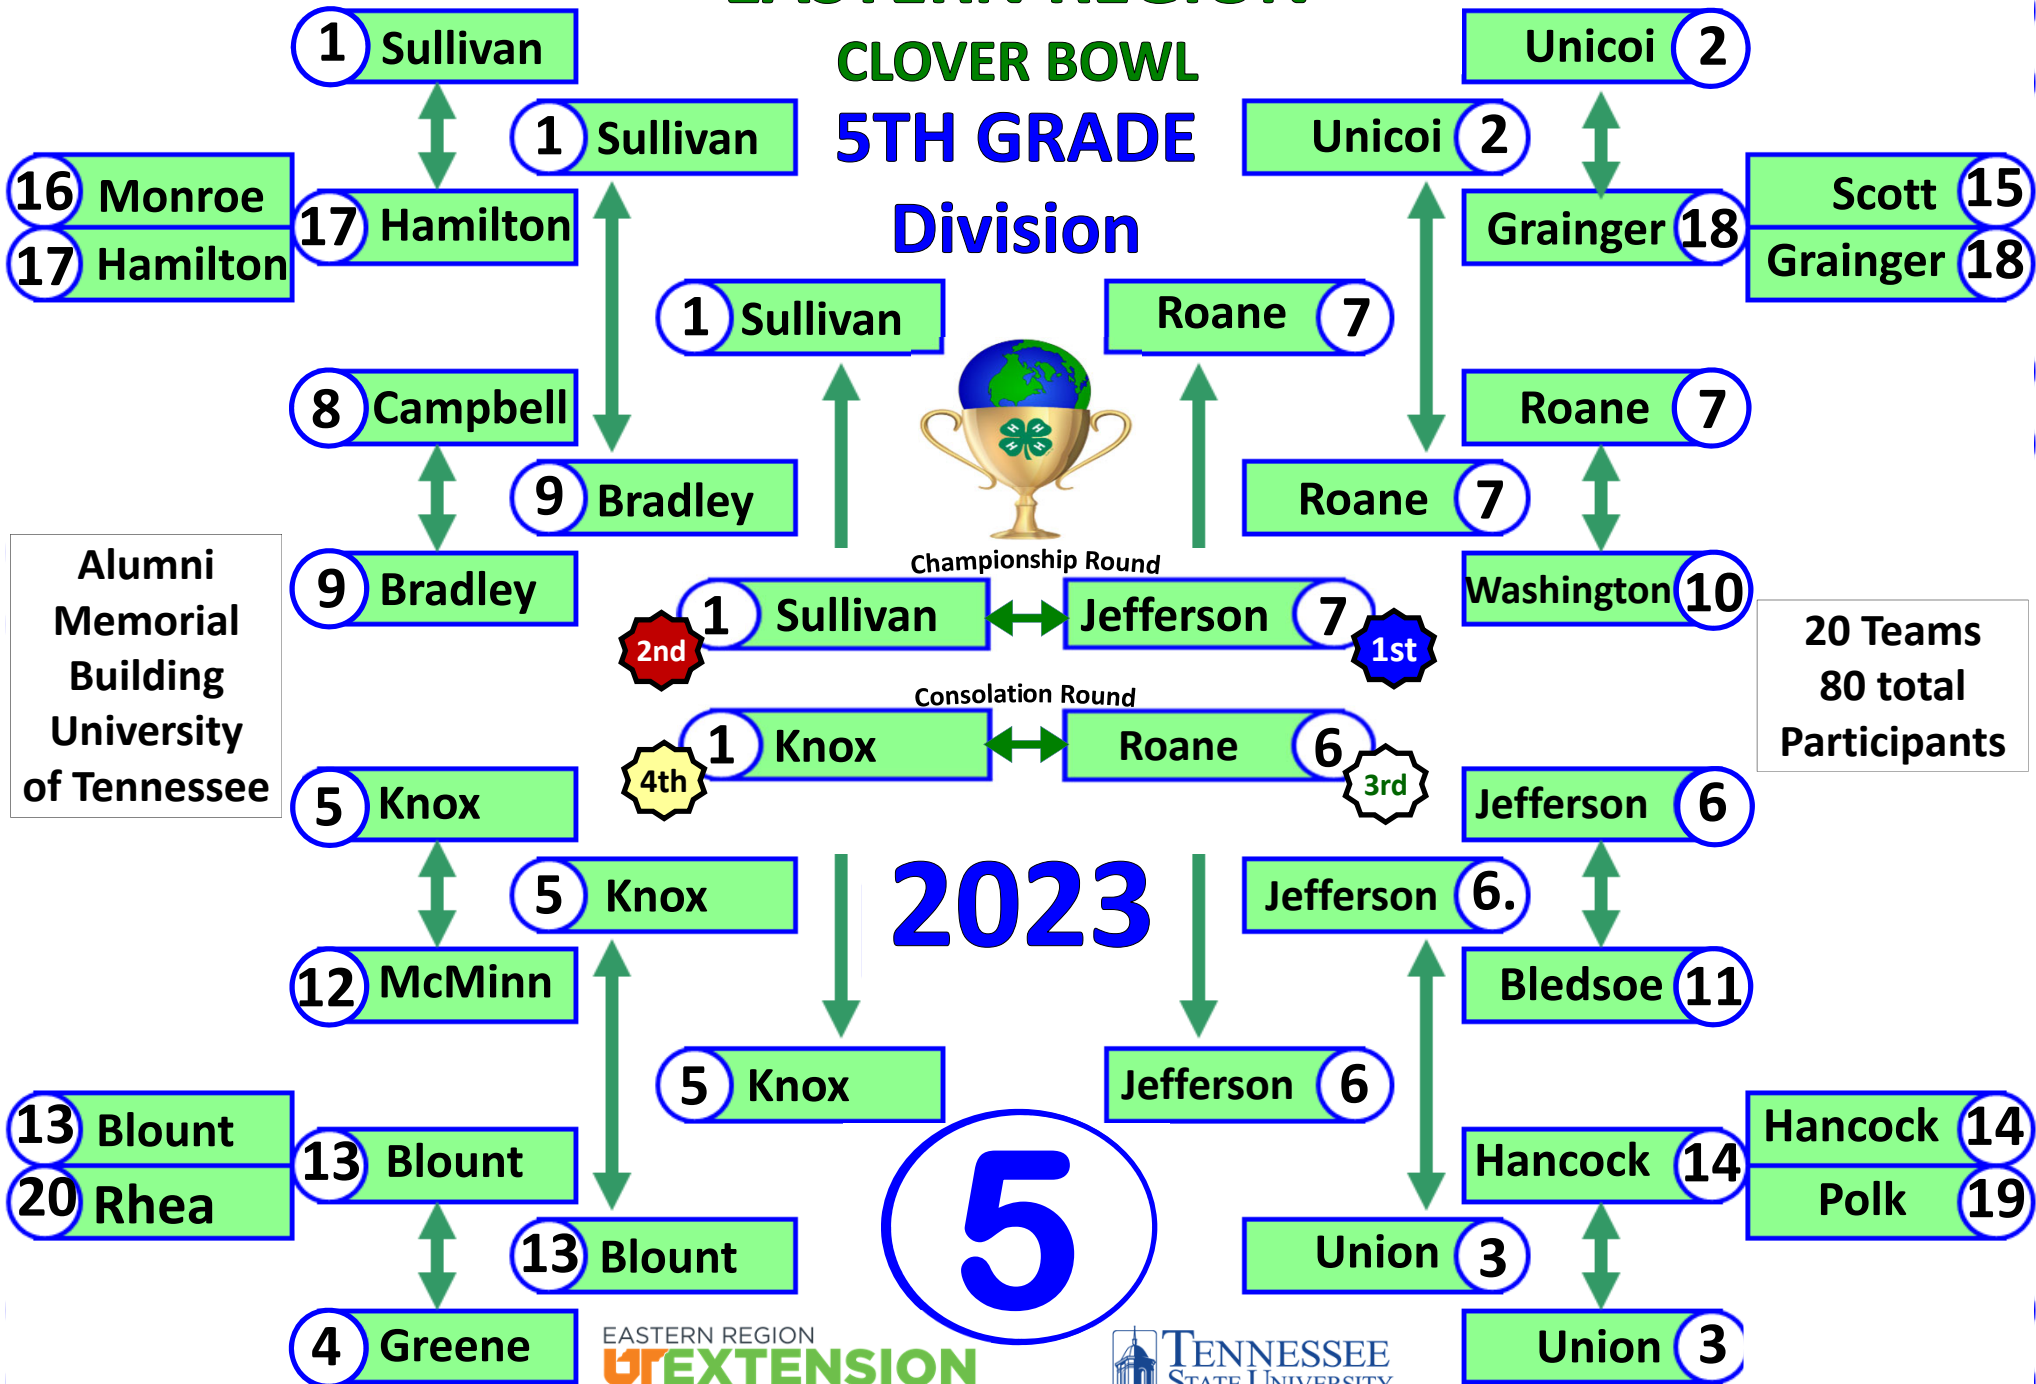 EASTERN REGION
CLOVER BOWL
5TH GRADE
Division
1 Sullivan
16 Monroe
17 Hamilton
17 Hamilton
1 Sullivan
8 Campbell
9 Bradley
9 Bradley
1 Sullivan
Unicoi 2
Unicoi 2
Scott 15
Grainger 18
Grainger 18
Roane 7
Roane 7
Roane 7
Washington 10
Alumni
Memorial
Building
University
of Tennessee
20 Teams
80 total
Participants
Championship Round
1 Sullivan
2nd
Jefferson 7
1st
Consolation Round
1 Knox
4th
Roane 6
3rd
2023
5 Knox
5 Knox
12 McMinn
5 Knox
13 Blount
20 Rhea
13 Blount
13 Blount
4 Greene
Jefferson 6
Jefferson 6.
Bledsoe 11
Jefferson 6
Hancock 14
Polk 19
Hancock 14
Union 3
Union 3
5
H H H H
EASTERN REGION
UT EXTENSION
TENNESSEE
STATE UNIVERSITY